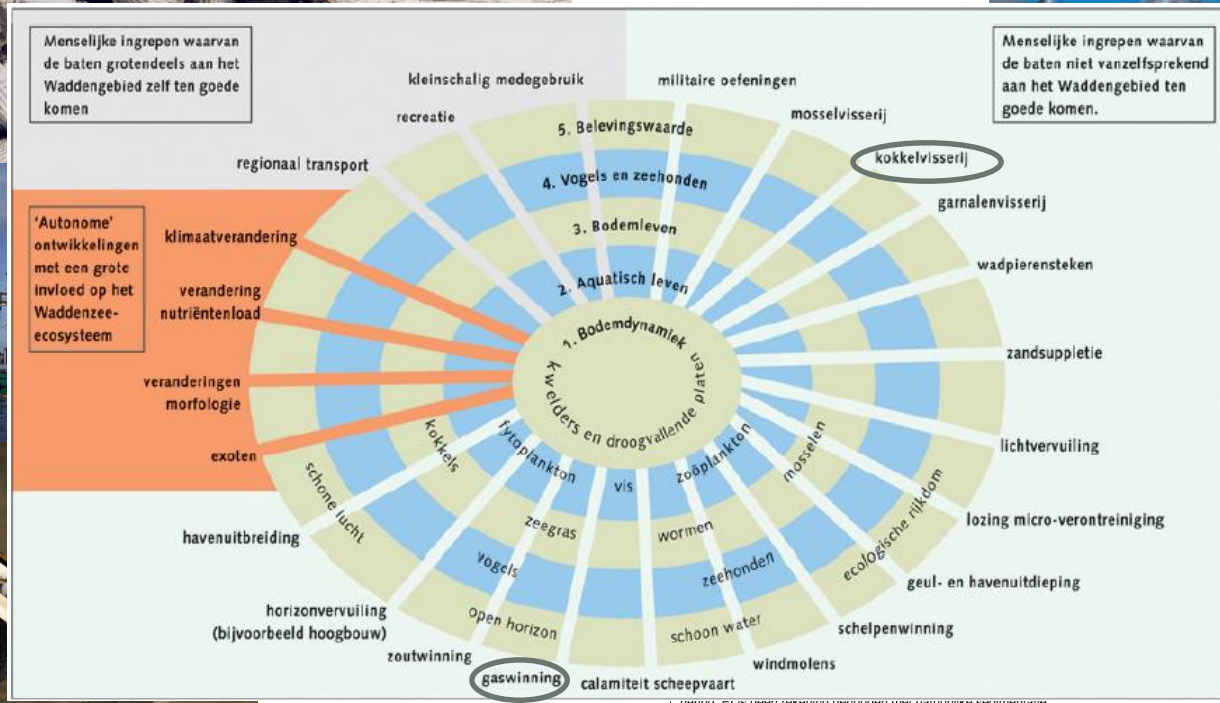 Menselijke ingrepen waarvan
de baten grotendeels aan het
Waddengebied zelf ten goede
komen
Menselijke ingrepen waarvan
de baten niet vanzelfsprekend
aan het Waddengebied ten
goede komen.
'Autonome'
ontwikkelingen
met een grote
invloed op het
Waddenzee-
ecosysteem
kleinschalig medegebruik
militaire oefeningen
recreatie
mosselvisserij
regionaal transport
kokkelvisserij
klimaatverandering
garnalenvisserij
verandering
nutriëntenload
wadpierensteken
veranderingen
morfologie
zandsuppletie
exoten
lichtvervuiling
havenuitbreiding
lozing micro-verontreiniging
horizonvervuiling
(bijvoorbeeld hoogbouw)
geul- en havenuitdieping
zoutwinning
schelpenwinning
gaswinning
windmolens
calamiteit scheepvaart
5. Belevingswaarde
4. Vogels en zeehonden
3. Bodemleven
2. Aquatisch leven
1. Bodemdynamiek
kwelders en droogvallende platen
fytoplankton
vis
zoöplankton
kokkels
zeegras
wormen
mosselen
vogels
zeehonden
schone lucht
open horizon
schoon water
ecologische rijkdom